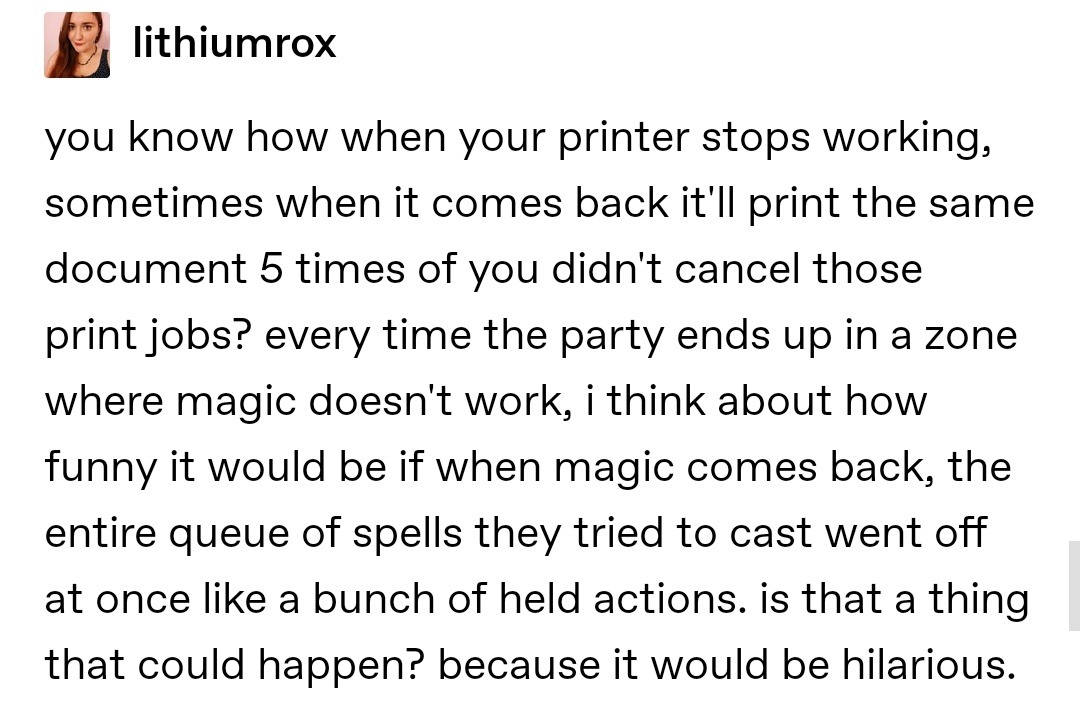 lithiumrox
you know how when your printer stops working,
sometimes when it comes back it'll print the same
document 5 times of you didn't cancel those
print jobs? every time the party ends up in a zone
where magic doesn't work, i think about how
funny it would be if when magic comes back, the
entire queue of spells they tried to cast went off
at once like a bunch of held actions. is that a thing
that could happen? because it would be hilarious.